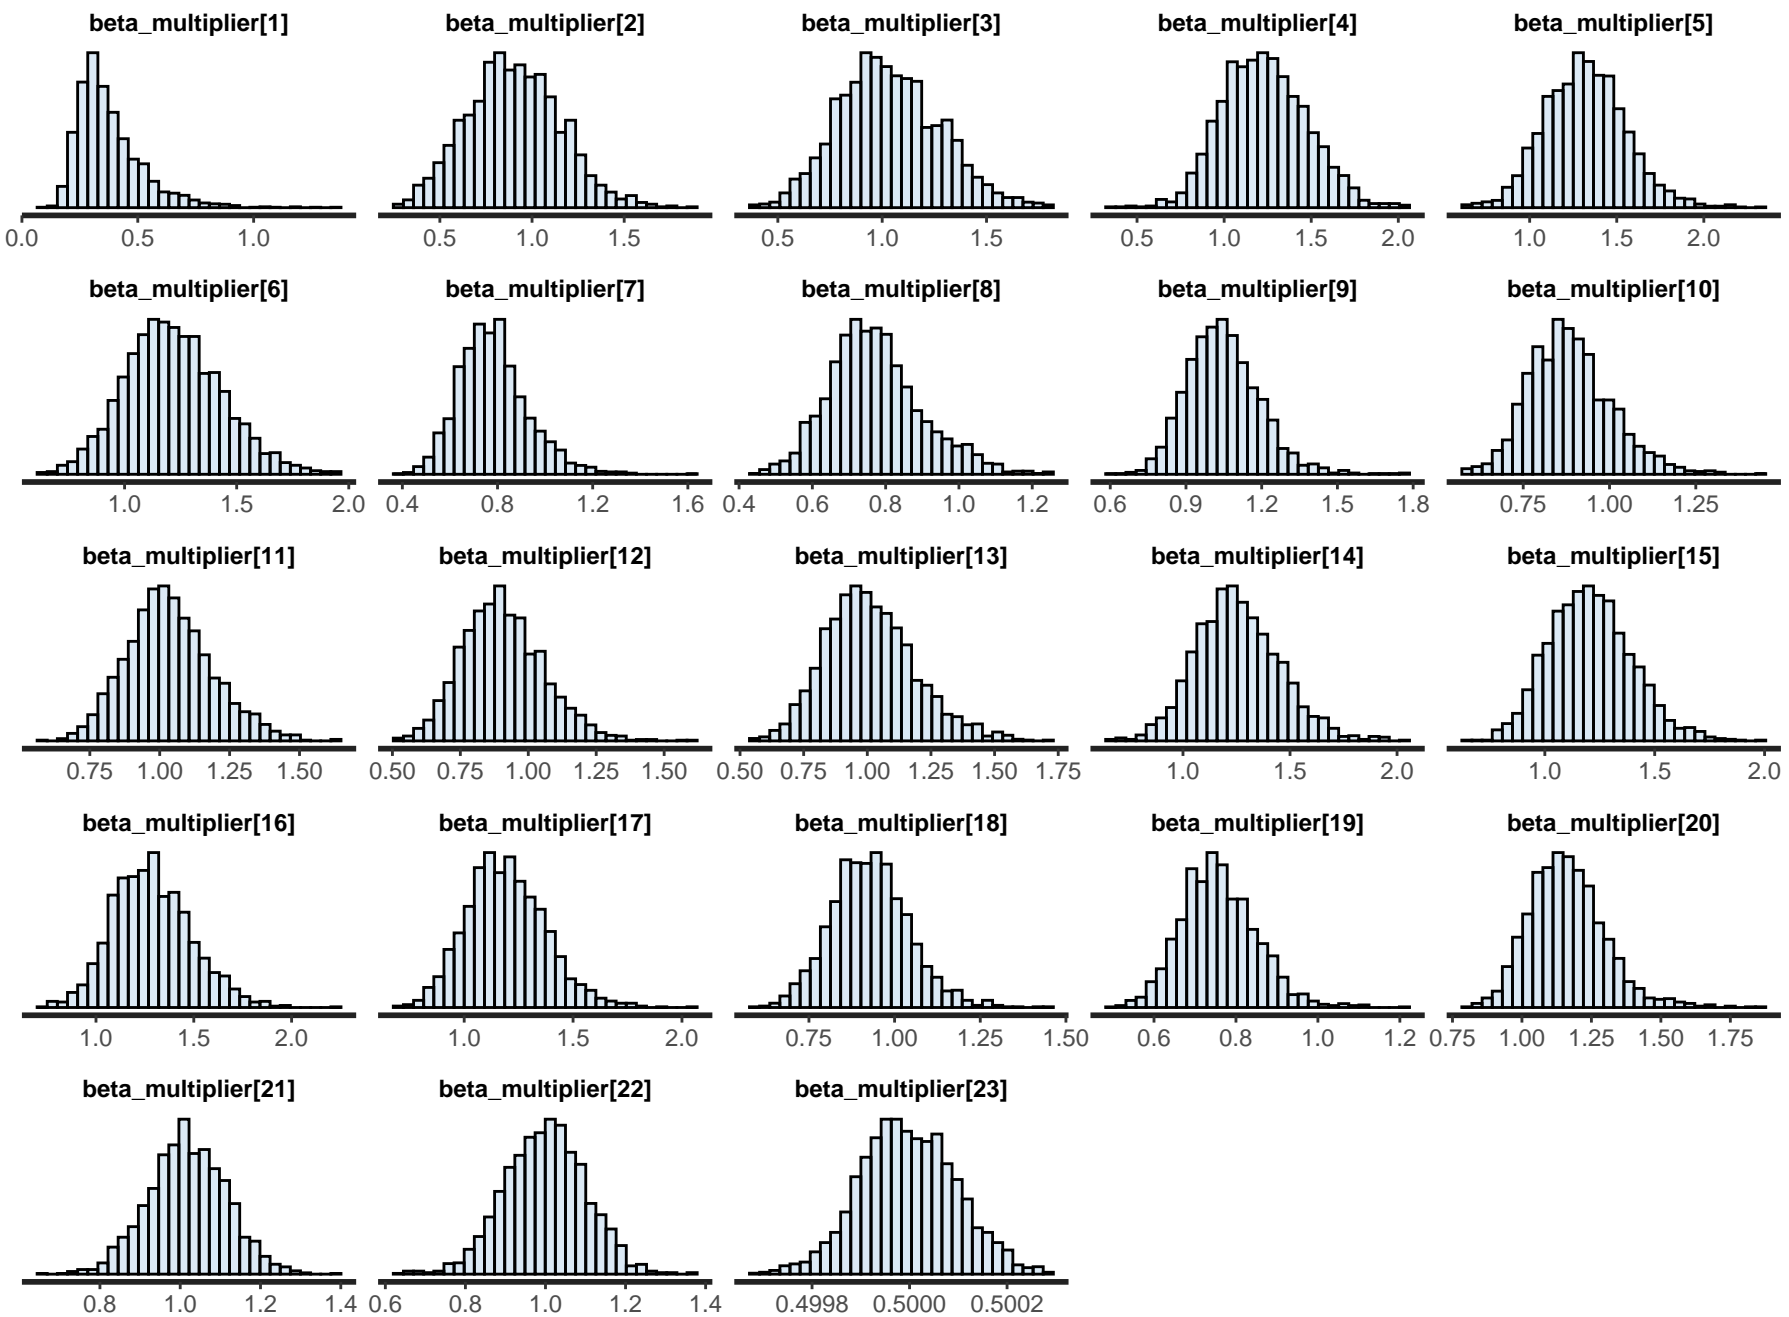 beta_multiplier[1] beta_multiplier[2] beta_multiplier[3] beta_multiplier[4] beta_multiplier[5]
0.0 0.5 1.0 0.5 1.0 1.5 0.5 1.0 1.5 0.5 1.0 1.5 2.0 1.0 1.5 2.0
beta_multiplier[6] beta_multiplier[7] beta_multiplier[8] beta_multiplier[9] beta_multiplier[10]
1.0 1.5 2.0 0.4 0.8 1.2 1.6 0.4 0.6 0.8 1.0 1.2 0.6 0.9 1.2 1.5 1.8 0.75 1.00 1.25
beta_multiplier[11] beta_multiplier[12] beta_multiplier[13] beta_multiplier[14] beta_multiplier[15]
0.75 1.00 1.25 1.50 0.50 0.75 1.00 1.25 1.50 0.50 0.75 1.00 1.25 1.50 1.75 1.0 1.5 2.0 1.0 1.5 2.0
beta_multiplier[16] beta_multiplier[17] beta_multiplier[18] beta_multiplier[19] beta_multiplier[20]
1.0 1.5 2.0 1.0 1.5 2.0 0.75 1.00 1.25 1.50 0.6 0.8 1.0 1.2 0.75 1.00 1.25 1.50 1.75
beta_multiplier[21] beta_multiplier[22] beta_multiplier[23]
0.8 1.0 1.2 1.4 0.6 0.8 1.0 1.2 1.4 0.4998 0.5000 0.5002